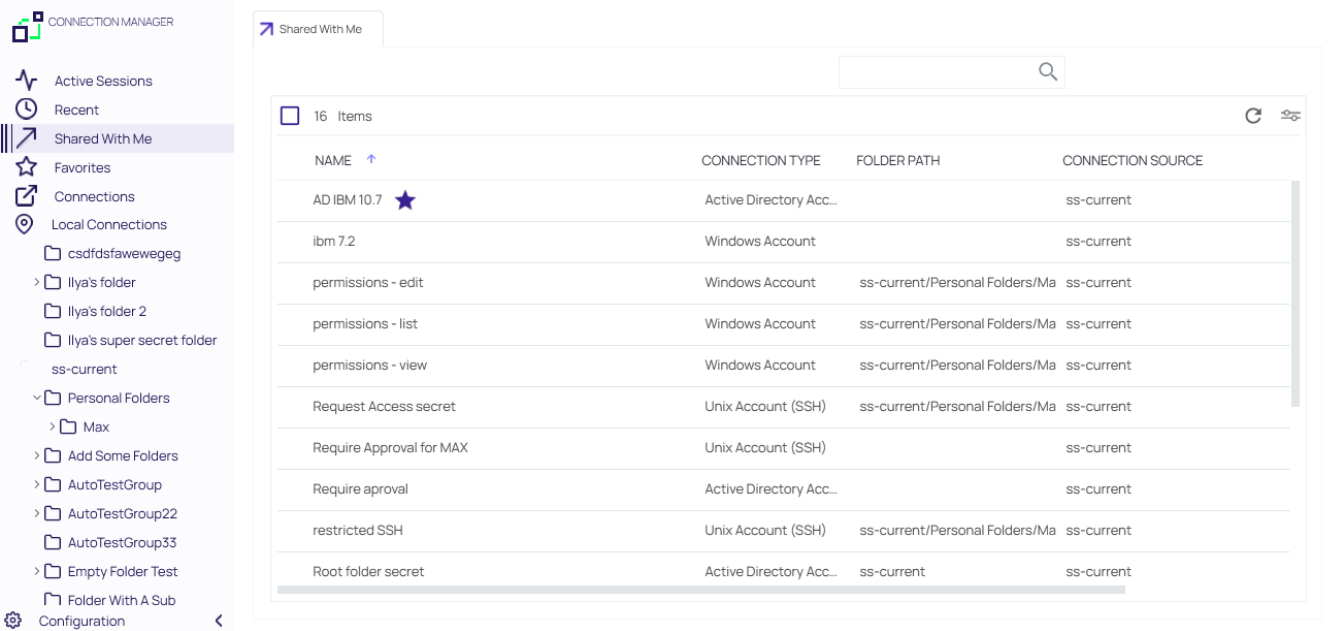 CONNECTION MANAGER
Active Sessions
Recent
Shared With Me
Favorites
Connections
Local Connections
csdfdsfawewegeg
Ilya's folder
Ilya's folder 2
Ilya's super secret folder
ss-current
Personal Folders
Max
Add Some Folders
AutoTestGroup
AutoTestGroup22
AutoTestGroup33
Empty Folder Test
Folder With A Sub
Configuration
Shared With Me
16 Items
NAME CONNECTION TYPE FOLDER PATH CONNECTION SOURCE
AD IBM 10.7 Active Directory Acc... ss-current
ibm 7.2 Windows Account ss-current
permissions - edit Windows Account ss-current/Personal Folders/Ma ss-current
permissions - list Windows Account ss-current/Personal Folders/Ma ss-current
permissions - view Windows Account ss-current/Personal Folders/Ma ss-current
Request Access secret Unix Account (SSH) ss-current/Personal Folders/Ma ss-current
Require Approval for MAX Unix Account (SSH) ss-current
Require aproval Active Directory Acc... ss-current
restricted SSH Unix Account (SSH) ss-current/Personal Folders/Ma ss-current
Root folder secret Active Directory Acc... ss-current ss-current